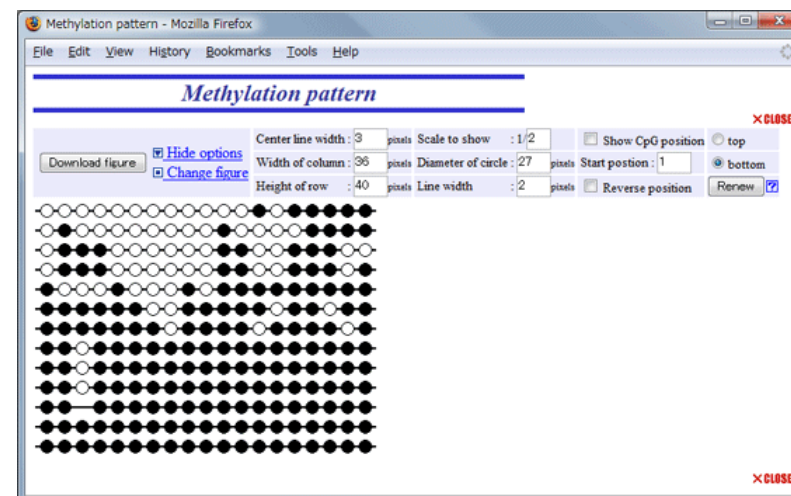 Methylation pattern - Mozilla Firefox
File Edit View History Bookmarks Tools Help
Methylation pattern
×CLOSE
Download figure
Hide options
Change figure
Center line width : 3 pixels Scale to show : 1/2 Show CpG position top
Width of column : 36 pixels Diameter of circle : 27 pixels Start postion : 1 bottom
Height of row : 40 pixels Line width : 2 pixels Reverse position Renew ?
×CLOSE